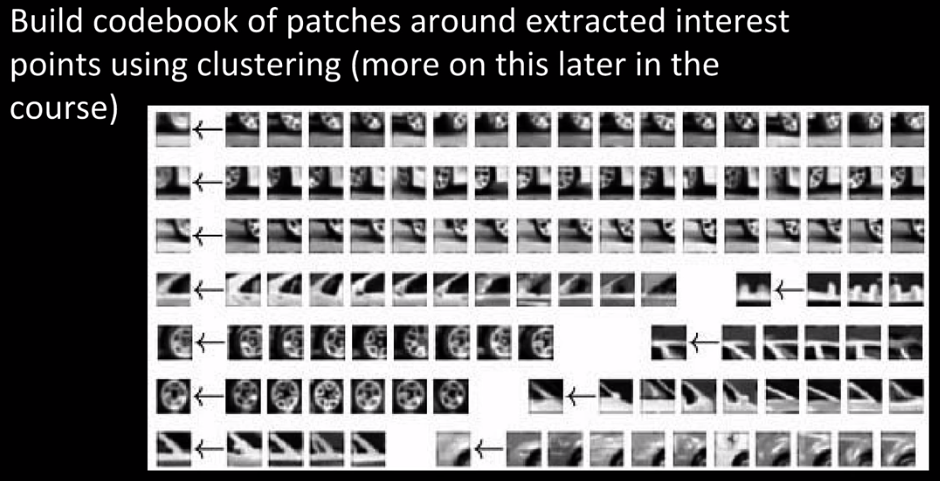 Build codebook of patches around extracted interest
points using clustering (more on this later in the
course)